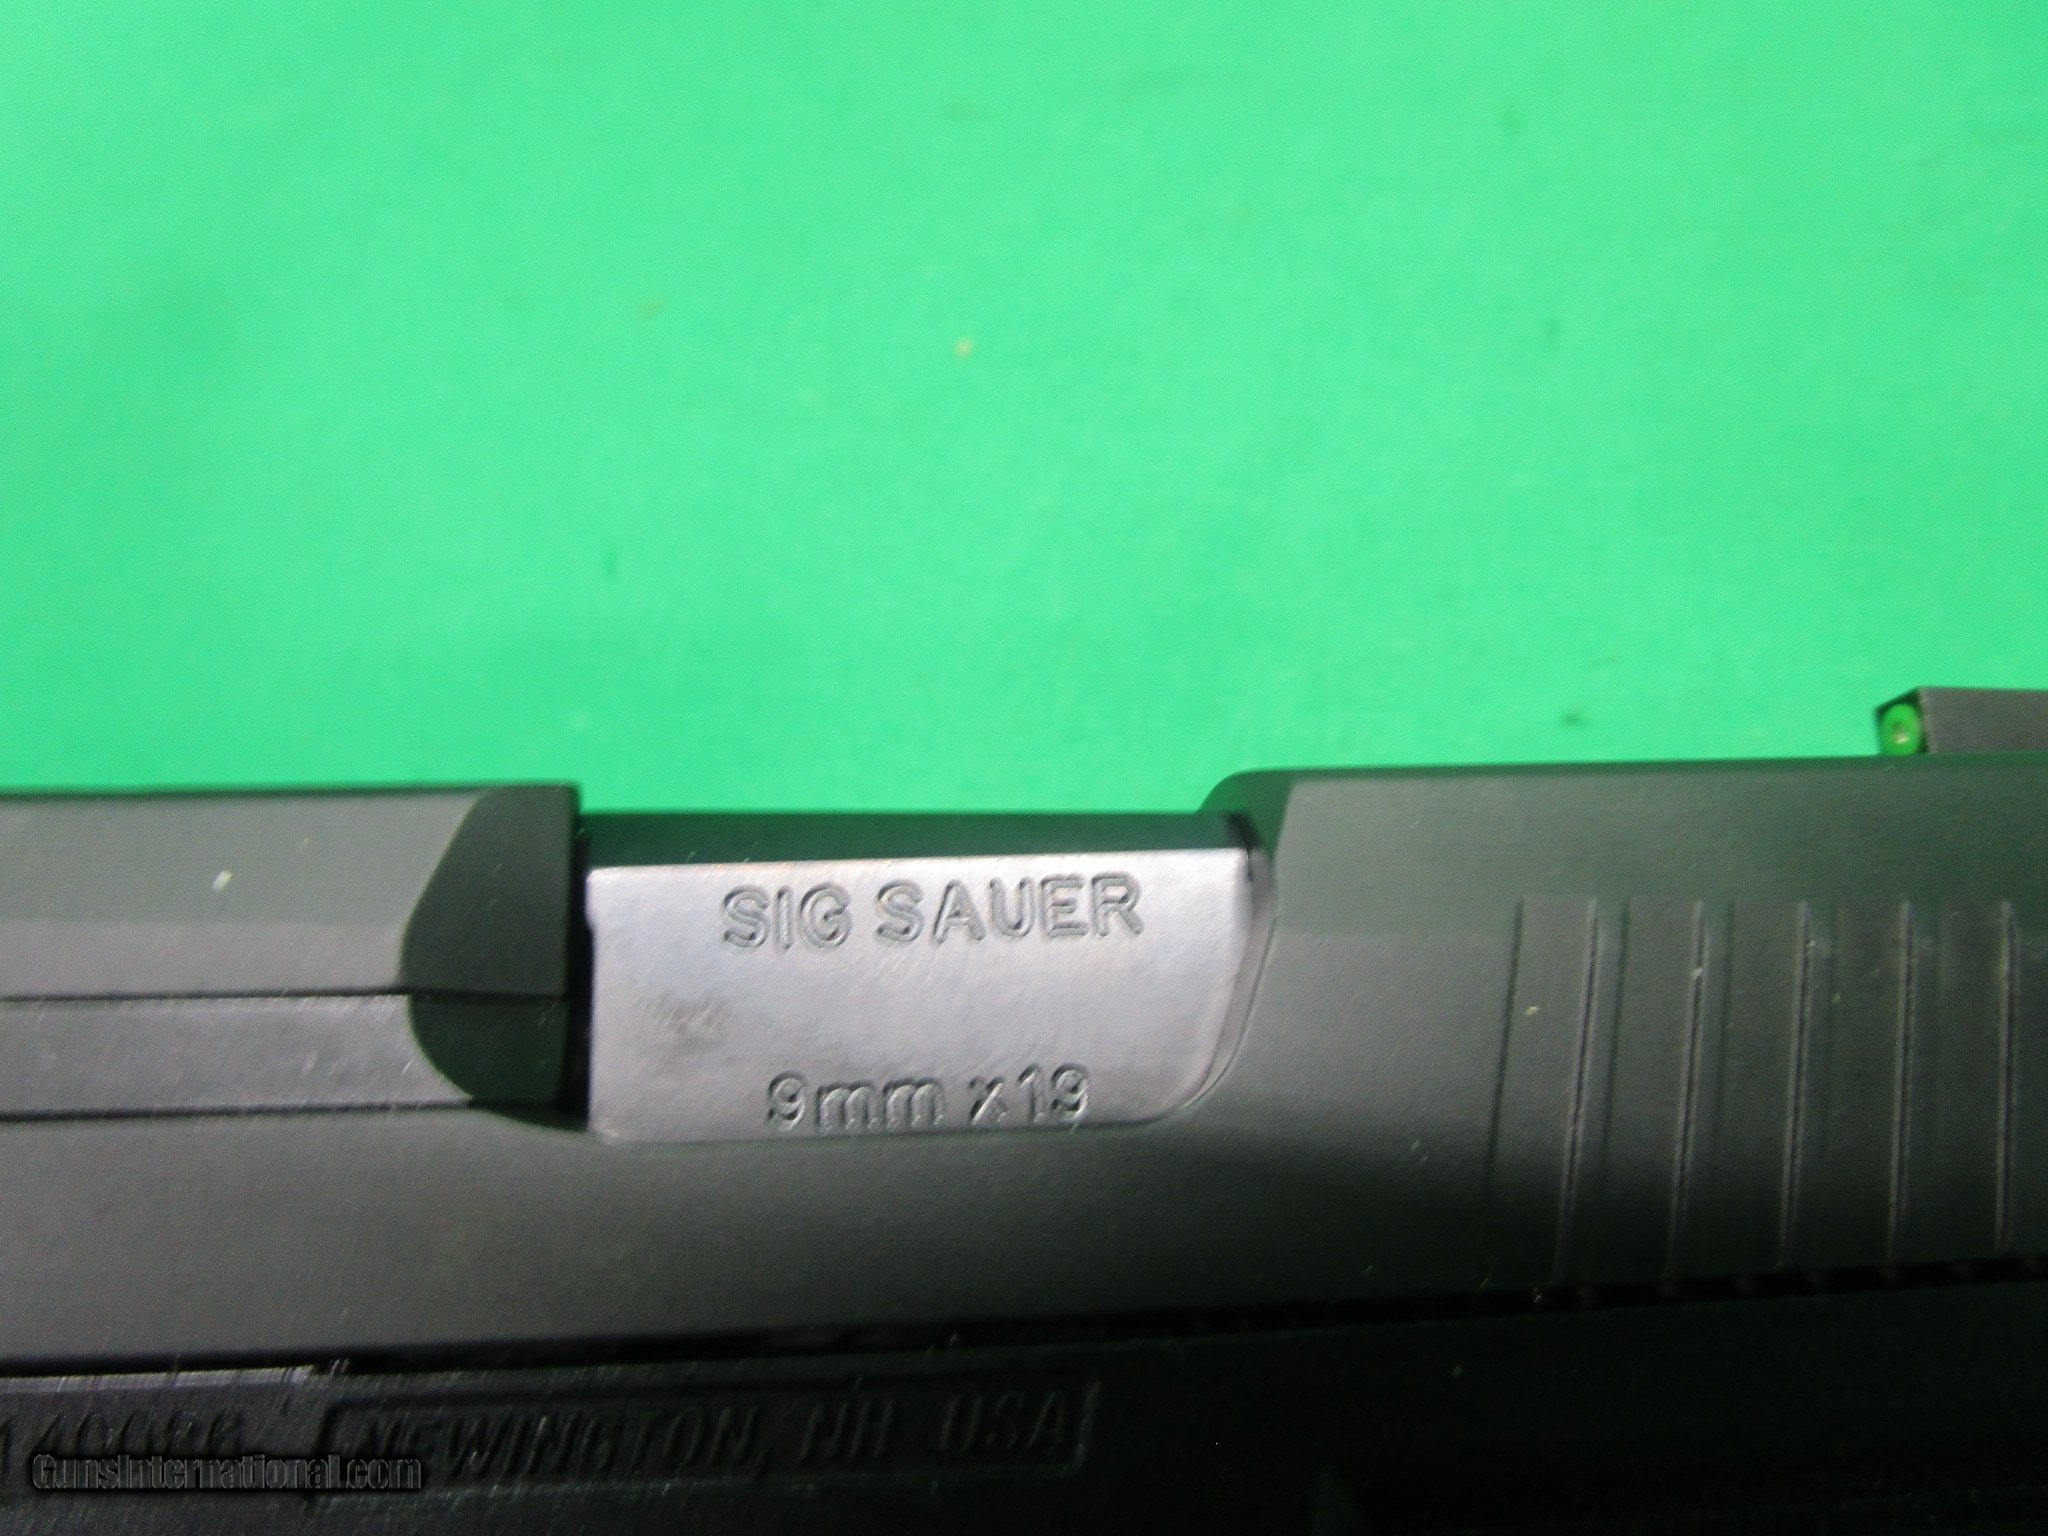 SIG SAUER
9mm x19
NEWINGTON, NH USA
GunsInternational.com